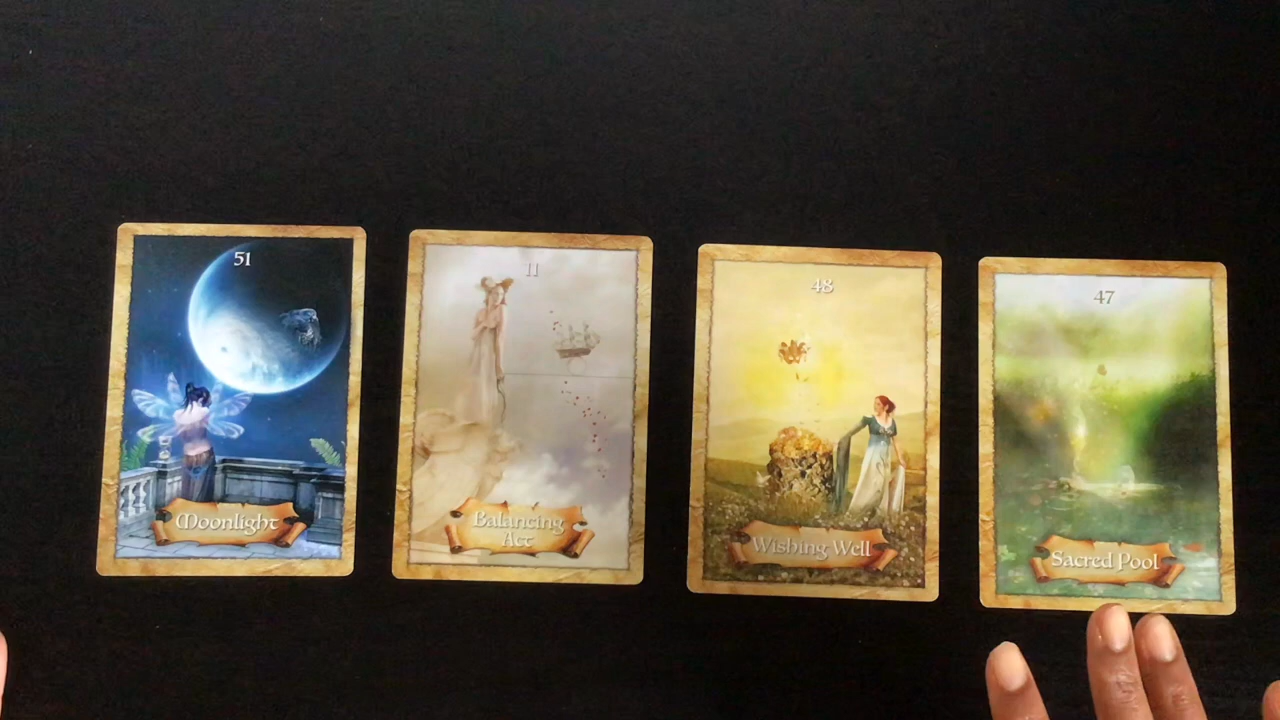 51
Moonlight
11
Balancing
Act
48
Wishing Well
47
Sacred Pool